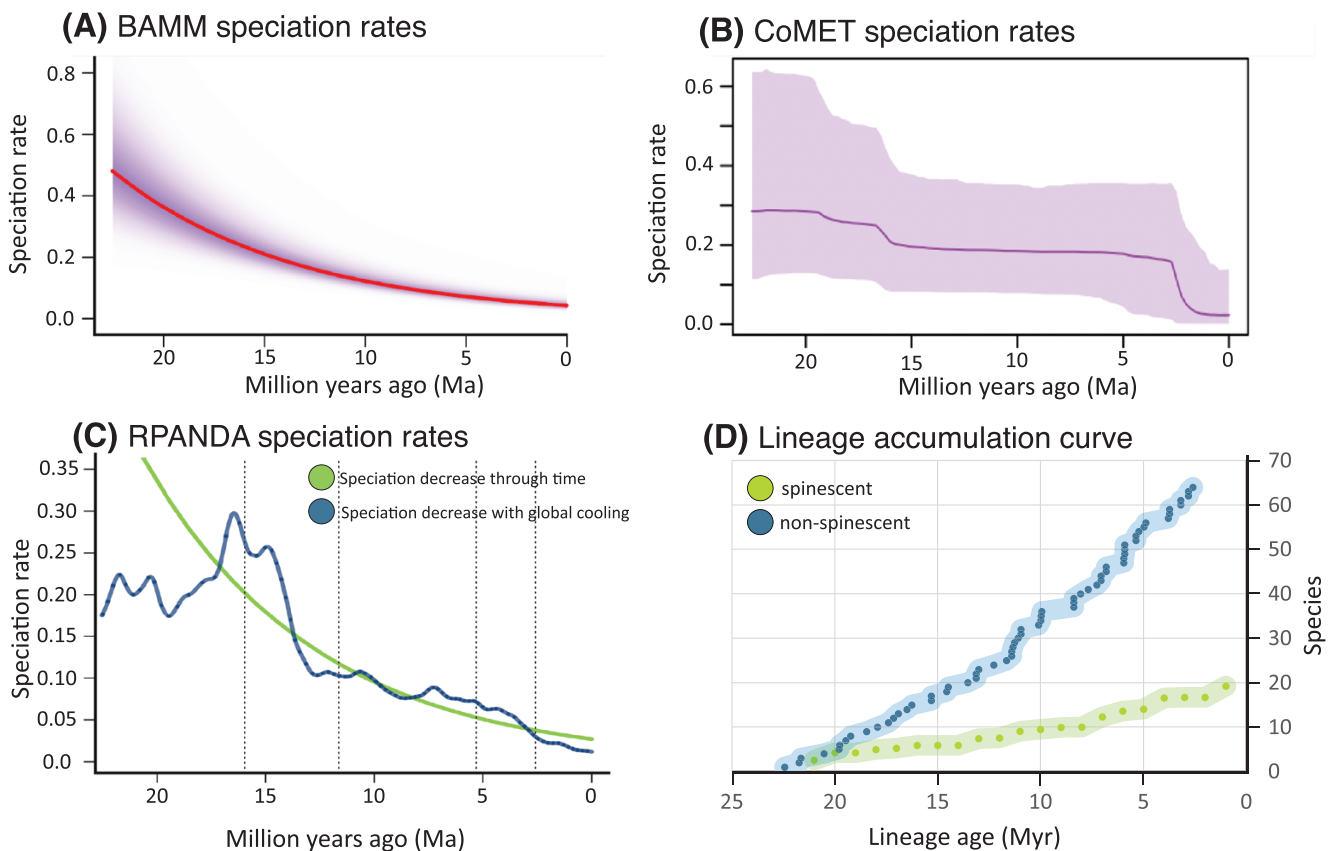 (A) BAMM speciation rates
0.8
0.6
0.4
0.2
0.0
Speciation rate
20 15 10 5 0
Million years ago (Ma)
(B) CoMET speciation rates
0.6
0.4
0.2
0.0
Speciation rate
20 15 10 5 0
Million years ago (Ma)
(C) RPANDA speciation rates
0.35
0.30
0.25
0.20
0.15
0.10
0.05
0.0
Speciation rate
Speciation decrease through time
Speciation decrease with global cooling
20 15 10 5 0
Million years ago (Ma)
(D) Lineage accumulation curve
spinescent
non-spinescent
70
60
50
40
30
20
10
0
Species
25 20 15 10 5 0
Lineage age (Myr)